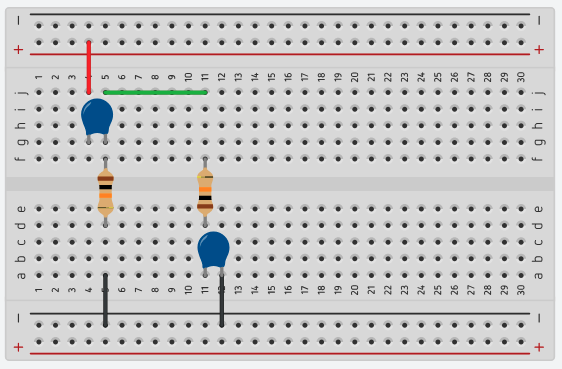 − −
+ +
1 2 3 5 6 7 8 9 10 11 12 13 14 15 16 17 18 19 20 21 22 23 24 25 26 27 28 29 30
j j
i i
h h
g g
f f
e e
d d
c c
b b
a a
1 2 3 4 6 7 8 9 10 11 13 14 15 16 17 18 19 20 21 22 23 24 25 26 27 28 29 30
− −
+ +